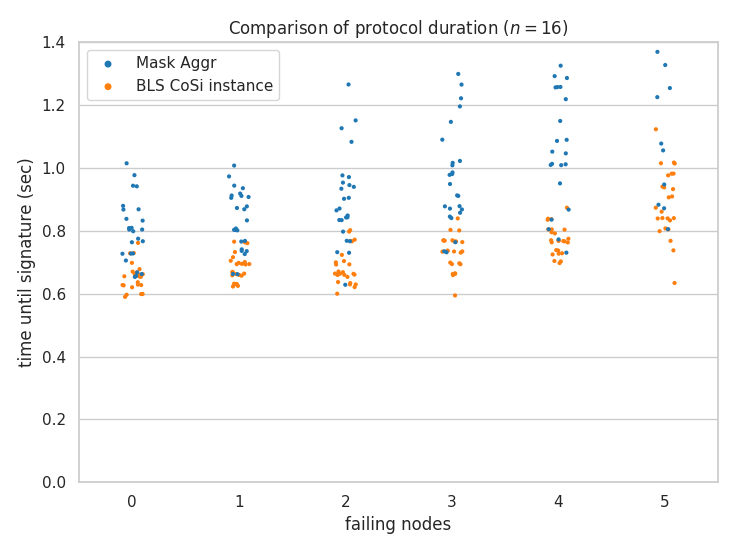 Comparison of protocol duration (n = 16)
Mask Aggr
BLS CoSi instance
time until signature (sec)
1.4
1.2
1.0
0.8
0.6
0.4
0.2
0.0
0 1 2 3 4 5
failing nodes